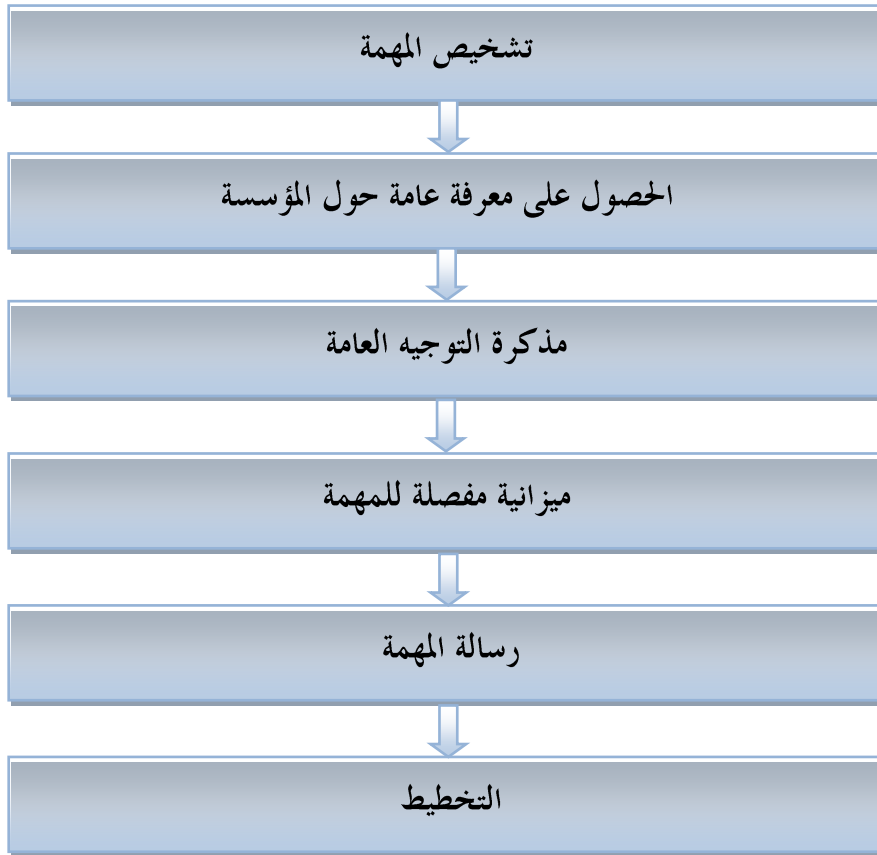 تشخيص المهمة
الحصول على معرفة عامة حول المؤسسة
مذكرة التوجيه العامة
ميزانية مفصلة للمهمة
رسالة المهمة
التخطيط